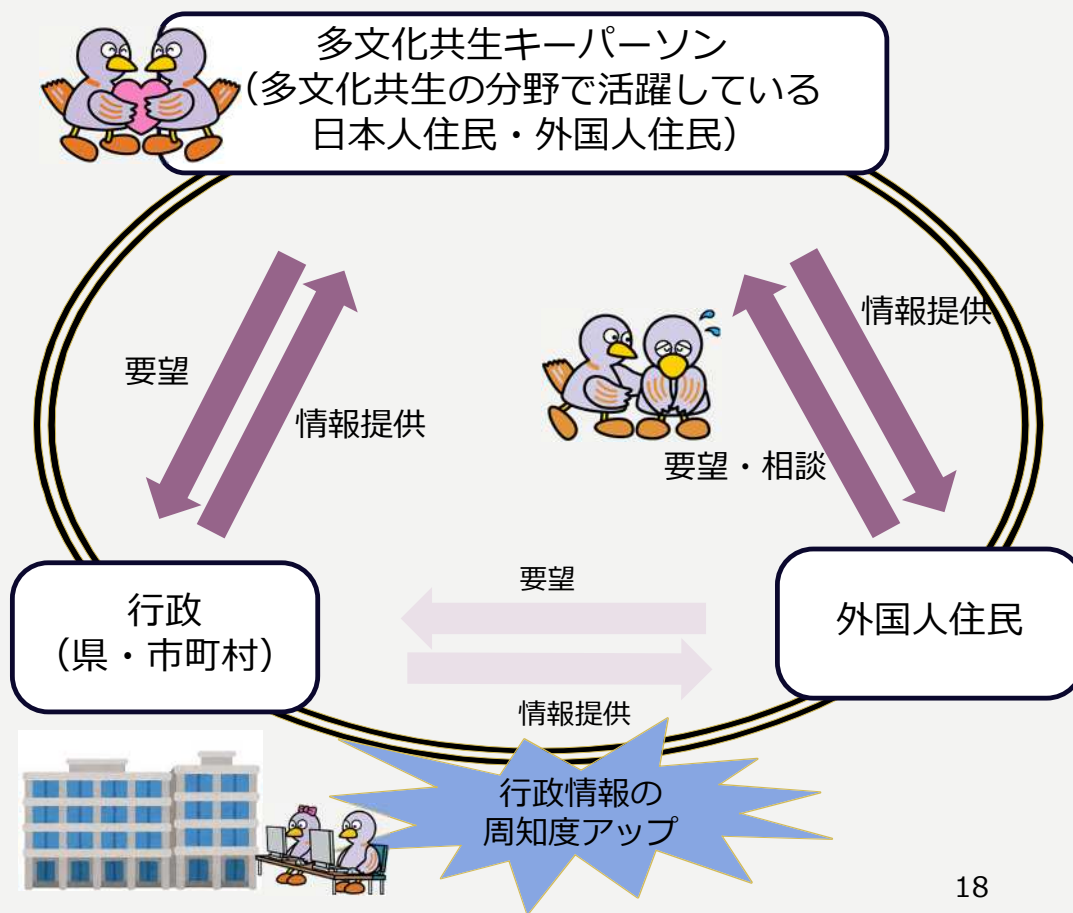 多文化共生キーパーソン
（多文化共生の分野で活躍している
日本人住民・外国人住民）
要望
情報提供
情報提供
要望・相談
行政
（県・市町村）
要望
情報提供
外国人住民
行政情報の
周知度アップ
18